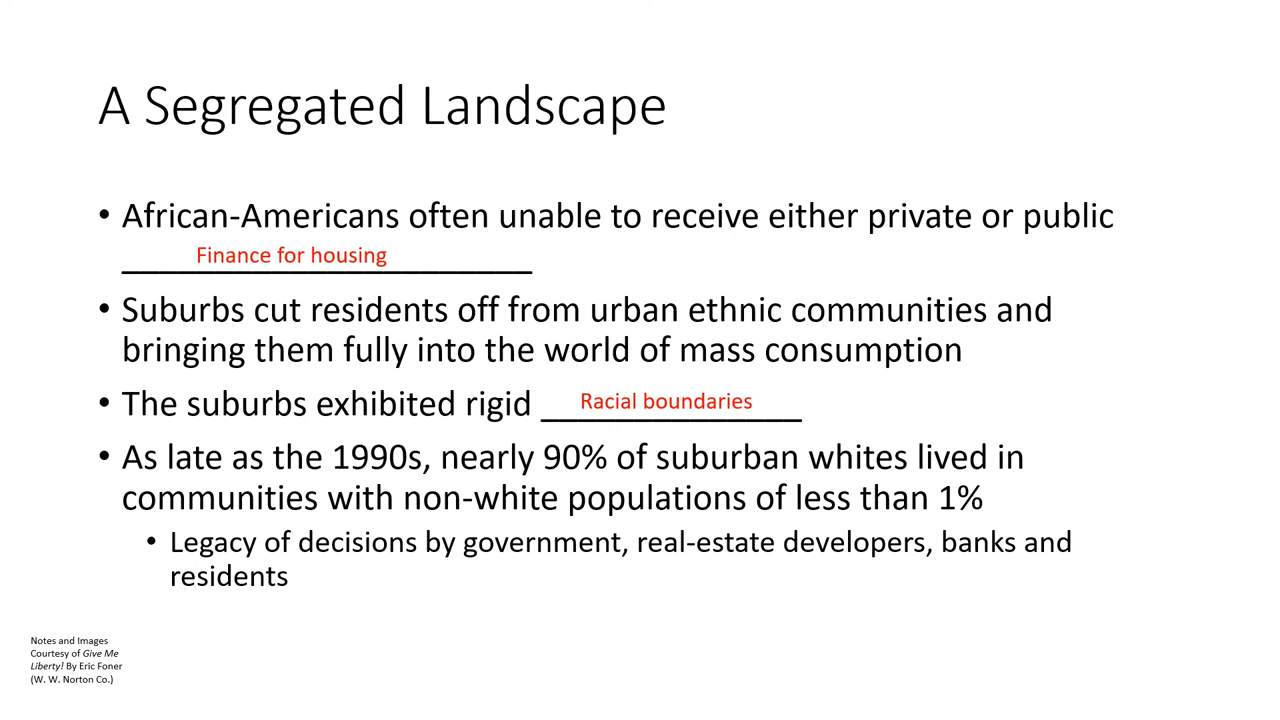 A Segregated Landscape
• African-Americans often unable to receive either private or public
Finance for housing
• Suburbs cut residents off from urban ethnic communities and
bringing them fully into the world of mass consumption
• The suburbs exhibited rigid Racial boundaries
• As late as the 1990s, nearly 90% of suburban whites lived in
communities with non-white populations of less than 1%
• Legacy of decisions by government, real-estate developers, banks and
residents
Notes and Images
Courtesy of Give Me
Liberty! By Eric Foner
(W. W. Norton Co.)